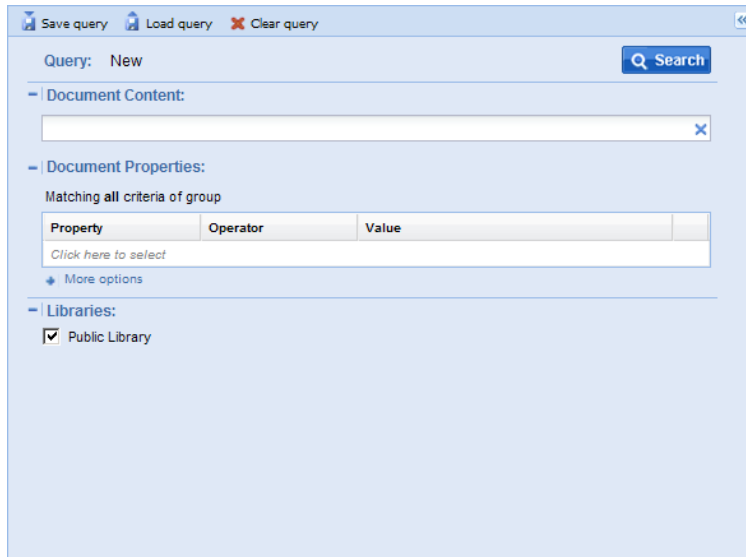 Save query Load query Clear query
Query: New Search
Document Content:
Document Properties:
Matching all criteria of group
Property Operator Value
Click here to select
More options
Libraries:
Public Library